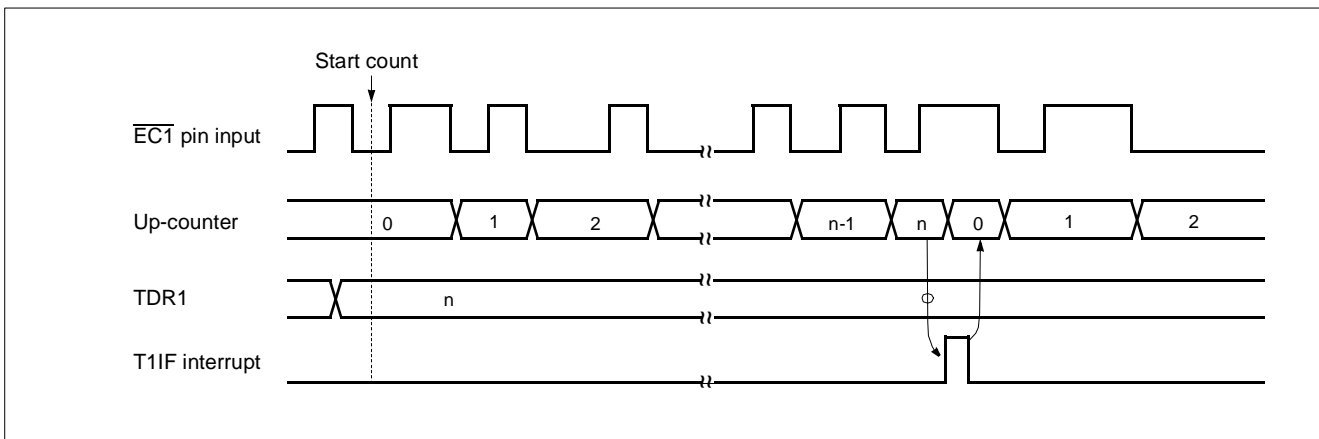 Start count
EC1 pin input
Up-counter
0 1 2 n-1 n 0 1 2
TDR1
n
T1IF interrupt